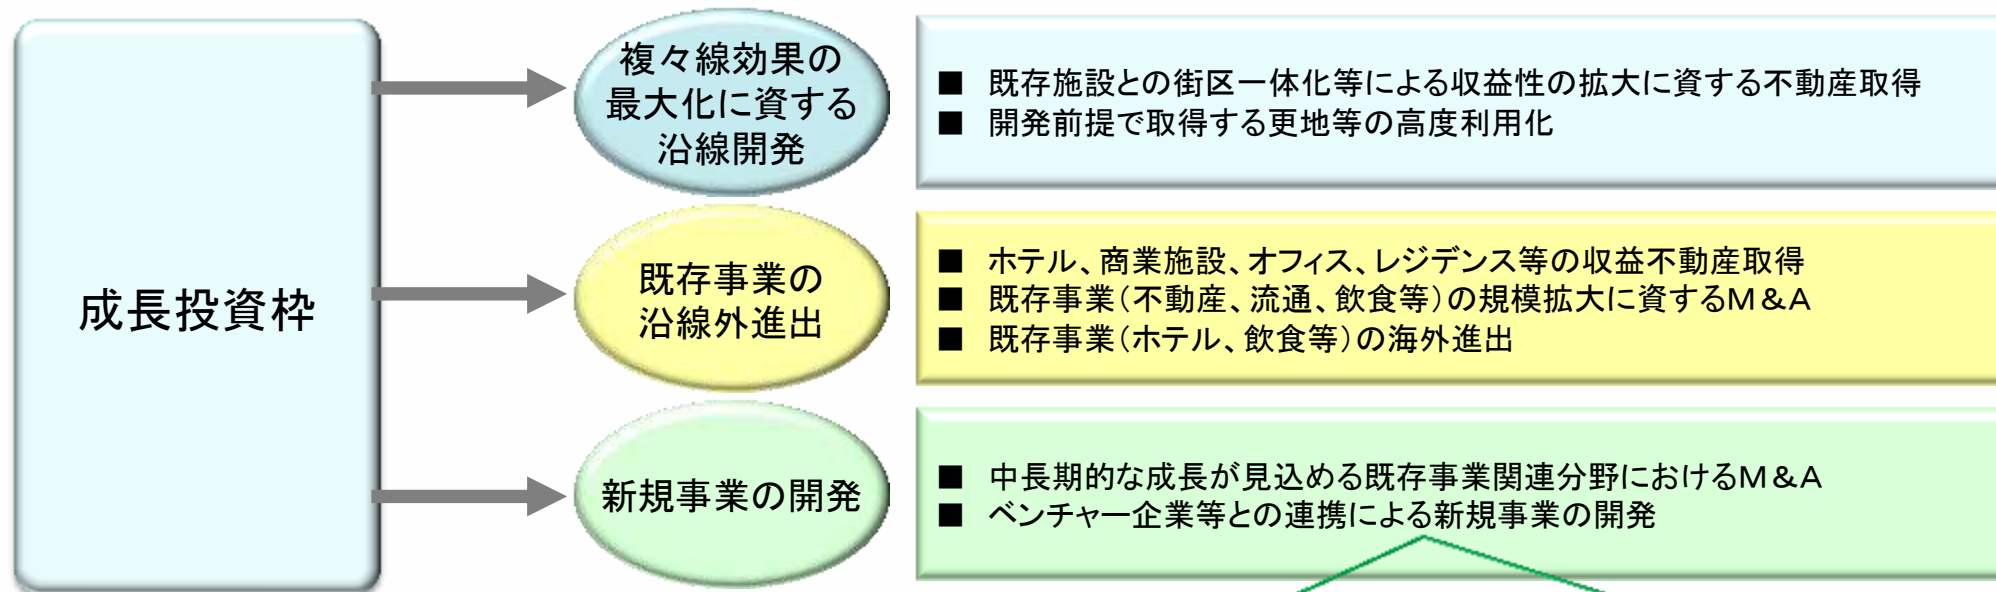 成長投資枠
複々線効果の
最大化に資する
沿線開発
■ 既存施設との街区一体化等による収益性の拡大に資する不動産取得
■ 開発前提で取得する更地等の高度利用化
既存事業の
沿線外進出
■ ホテル、商業施設、オフィス、レジデンス等の収益不動産取得
■ 既存事業(不動産、流通、飲食等)の規模拡大に資するM&A
■ 既存事業(ホテル、飲食等)の海外進出
新規事業の開発
■ 中長期的な成長が見込める既存事業関連分野におけるM&A
■ ベンチャー企業等との連携による新規事業の開発